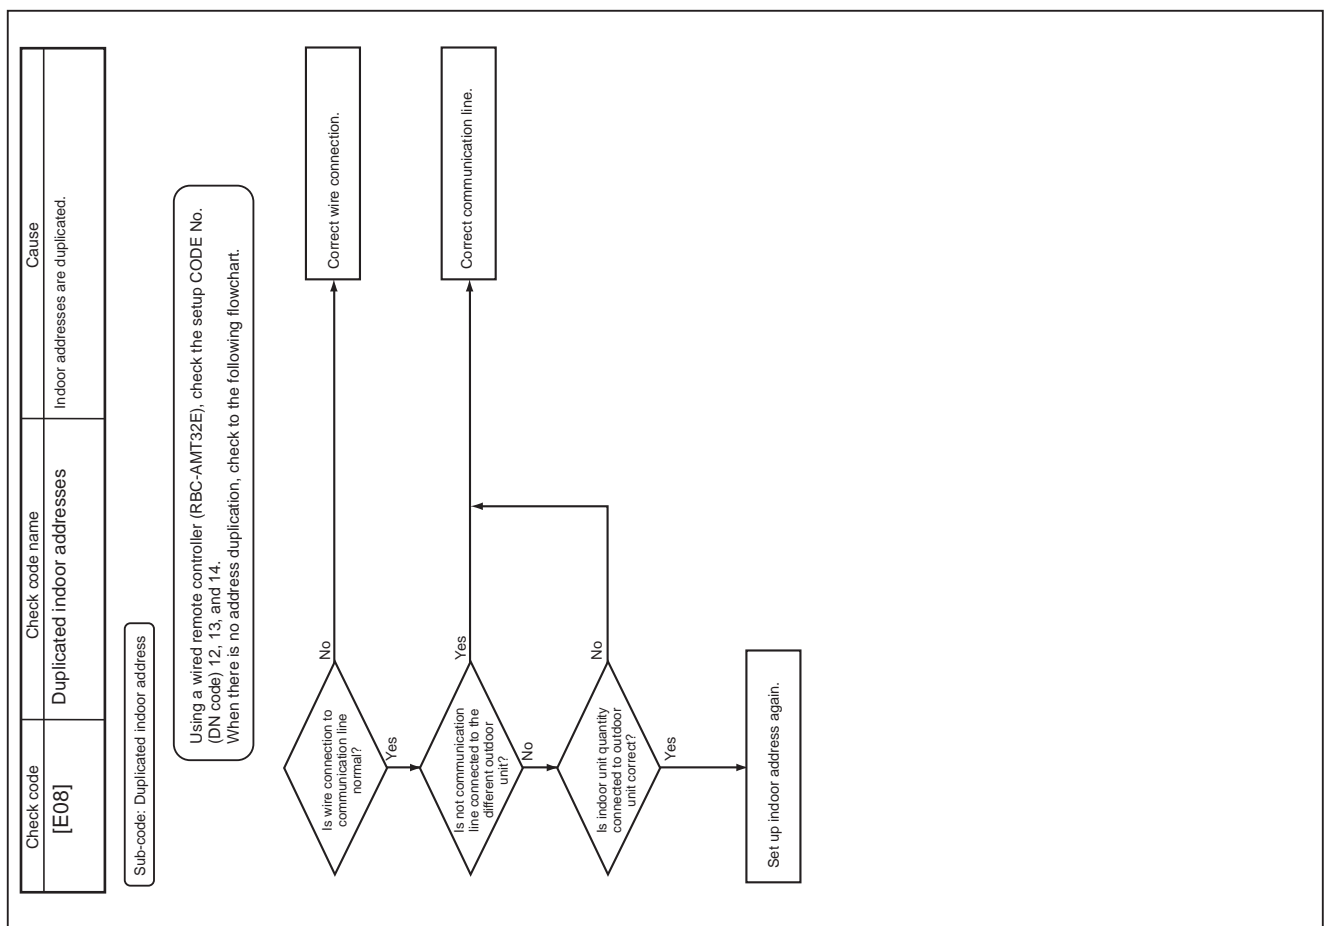 Check code
Check code name
Cause
[E08]
Duplicated indoor addresses
Indoor addresses are duplicated.
Sub-code: Duplicated indoor address
Using a wired remote controller (RBC-AMT32E), check the setup CODE No.
(DN code) 12, 13, and 14.
When there is no address duplication, check to the following flowchart.
Is wire connection to
communication line
normal?
No
Correct wire connection.
Yes
Is not communication
line connected to the
different outdoor
unit?
Yes
Correct communication line.
No
Is indoor unit quantity
connected to outdoor
unit correct?
No
Yes
Set up indoor address again.